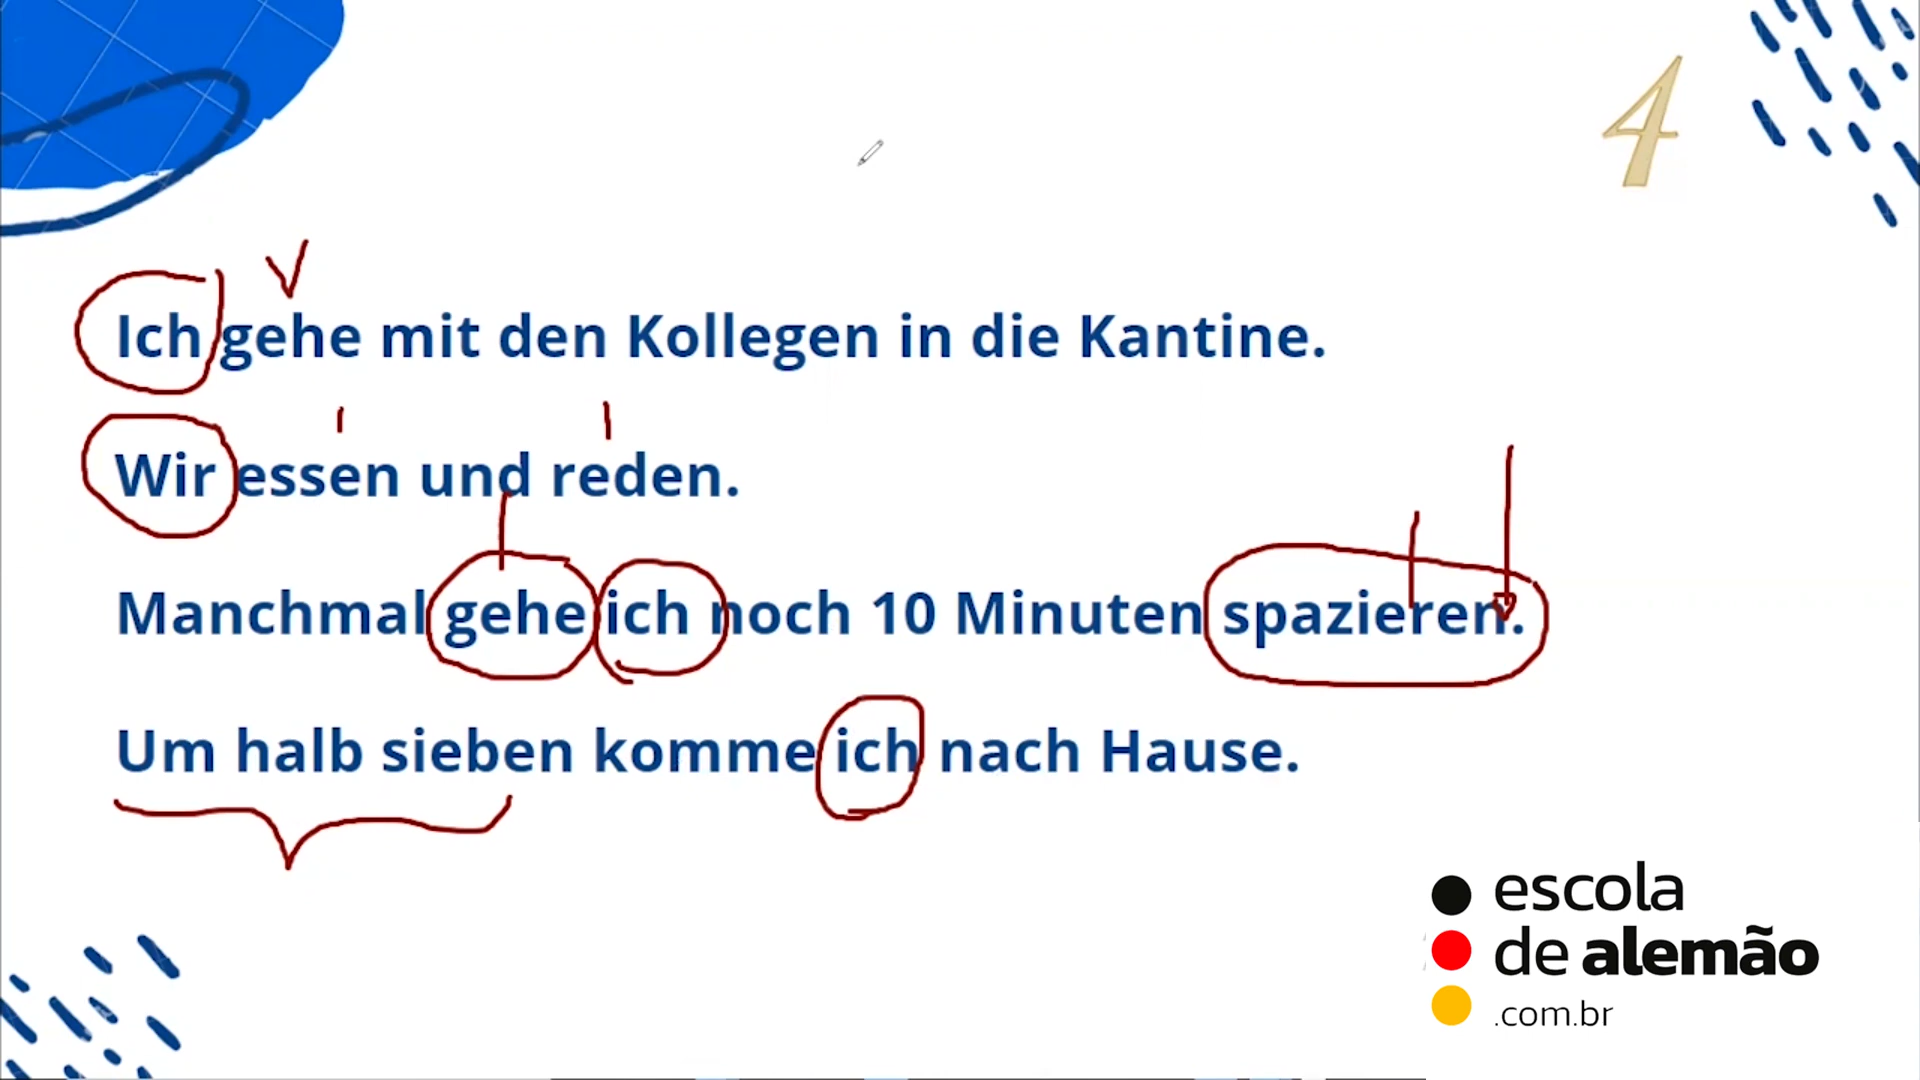 4
Ich gehe mit den Kollegen in die Kantine.
Wir essen und reden.
Manchmal gehe ich noch 10 Minuten spazieren.
Um halb sieben komme ich nach Hause.
escola
de alemão
.com.br